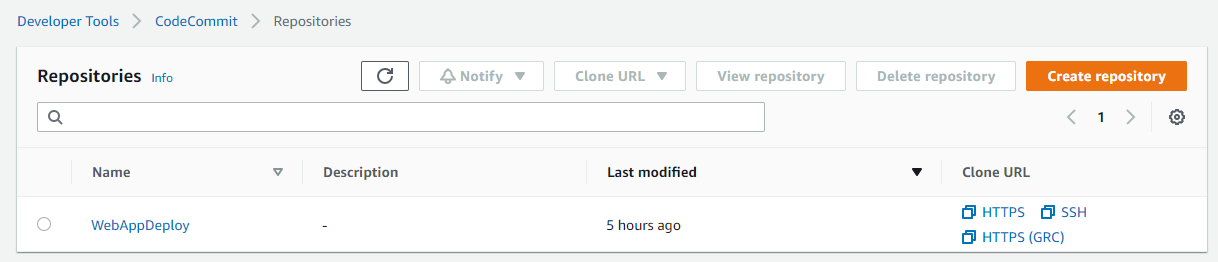 Developer Tools > CodeCommit > Repositories
Repositories Info Notify Clone URL View repository Delete repository Create repository
1
Name Description Last modified Clone URL
WebAppDeploy - 5 hours ago HTTPS SSH
HTTPS (GRC)